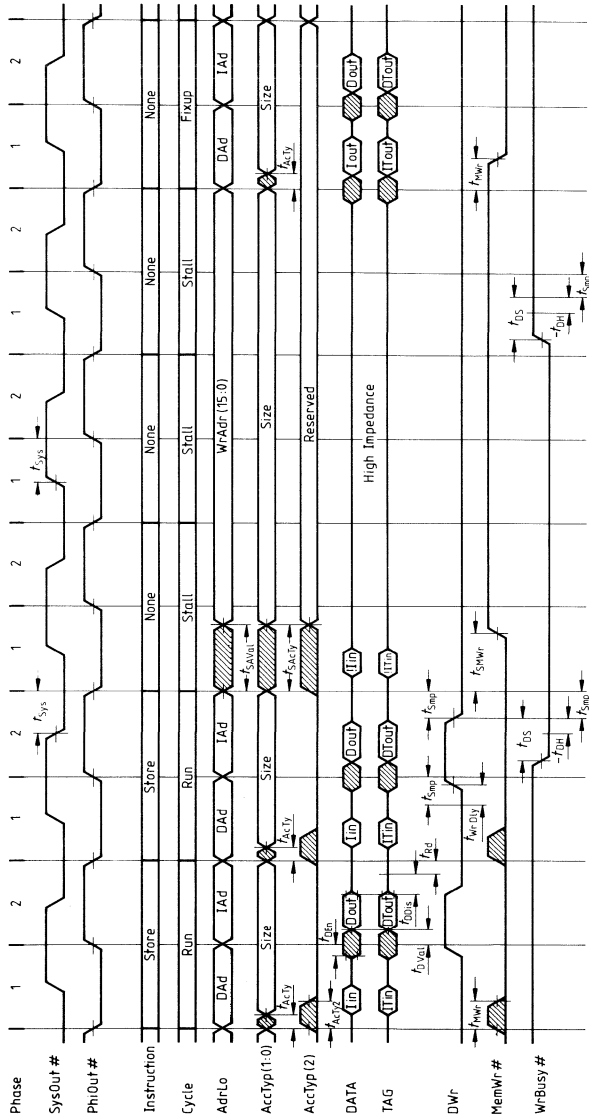 Phase 1 2 1 2 1 2 1 2 1 2 1 2
SysOut # tSys tSys
PhiOut #
Instruction Store Store None None None None
Cycle Run Run Stall Stall Stall Fixup
AdrLo DAd IAd DAd IAd WrAdr (15:0) DAd IAd
tSAVal
AccTyp (1:0) Size Size Size Size
tAcTy tAcTy tSAcTy tAcTy
AccTyp (2) Reserved
tAcTy2 tDEn
DATA Iin Dout Iin Dout !Iin Iout Dout
High Impedance
TAG ITin DTout ITin DTout !ITin ITout DTout
tDVal tDDis tRd
tSmp tSmp
DWr
tMWr tWrDly tSMWr tMWr
MemWr #
tDS tDS
WrBusy #
-tDH -tDH
tSmp tSmp